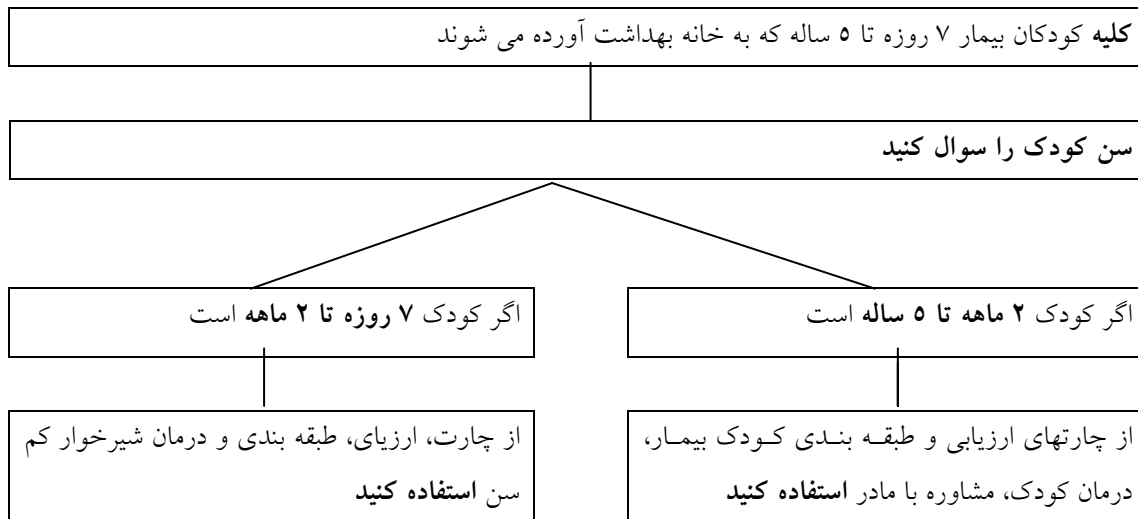 کلیه کودکان بیمار ۷ روزه تا ۵ ساله که به خانه بهداشت آورده می شوند
سن کودک را سوال کنید
اگر کودک ۲ ماهه تا ۵ ساله است
اگر کودک ۷ روزه تا ۲ ماهه است
از چارتهای ارزیابی و طبقه بندی کودک بیمار،
درمان کودک، مشاوره با مادر استفاده کنید
از چارت، ارزیای، طبقه بندی و درمان شیرخوار کم
سن استفاده کنید